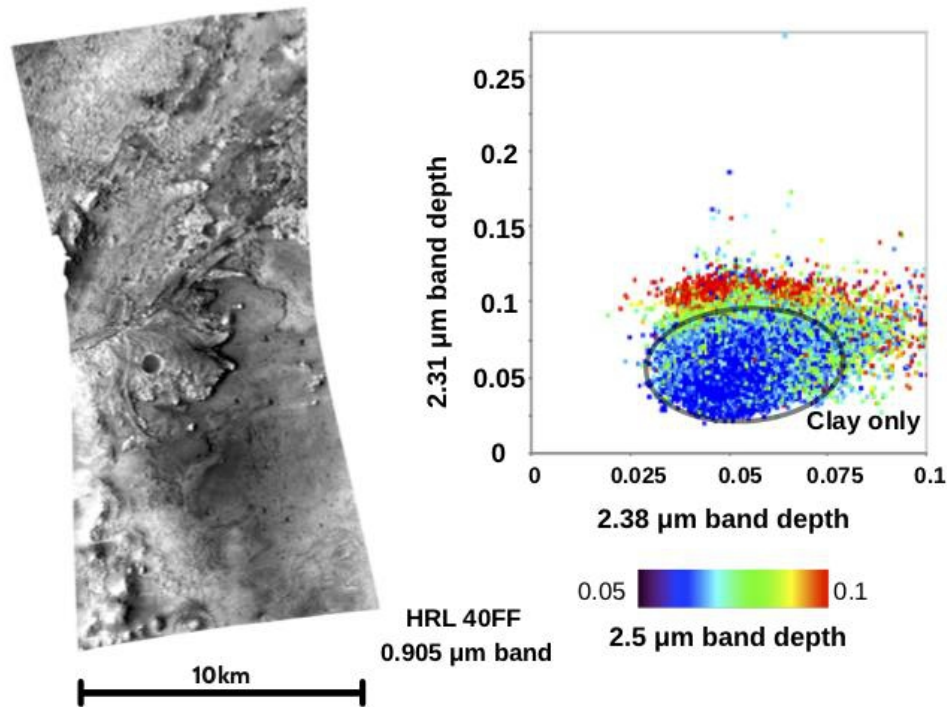 0.25
0.2
0.15
0.1
0.05
0
2.31 µm band depth
Clay only
0 0.025 0.05 0.075 0.1
2.38 µm band depth
0.05 0.1
2.5 µm band depth
HRL 40FF
0.905 µm band
10km